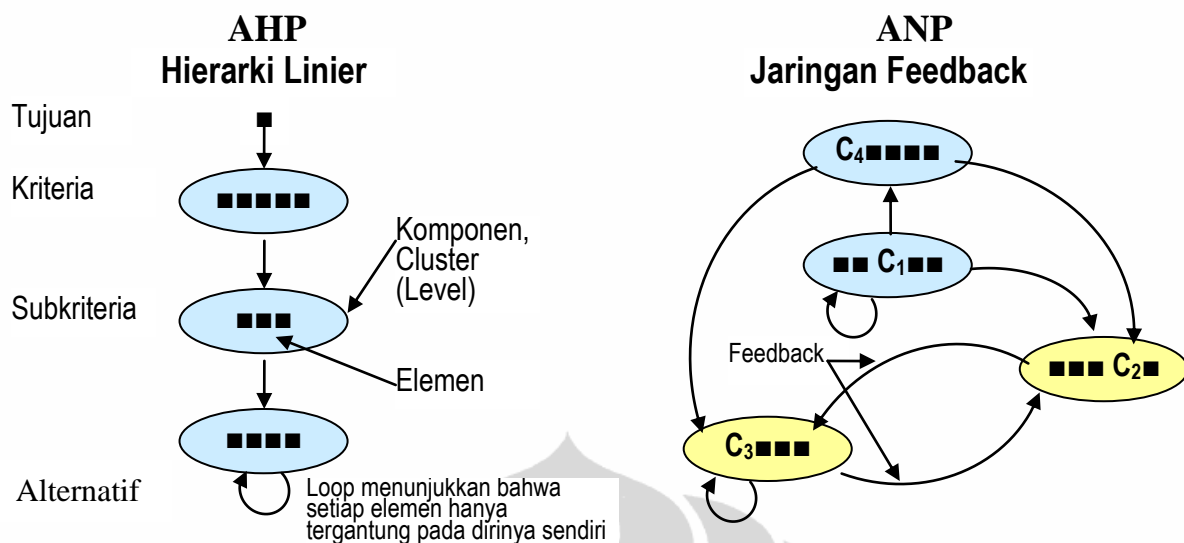 AHP
Hierarki Linier
Tujuan
Kriteria
Komponen,
Cluster
(Level)
Subkriteria
Elemen
Alternatif
Loop menunjukkan bahwa
setiap elemen hanya
tergantung pada dirinya sendiri
ANP
Jaringan Feedback
C4
C1
Feedback
C2
C3